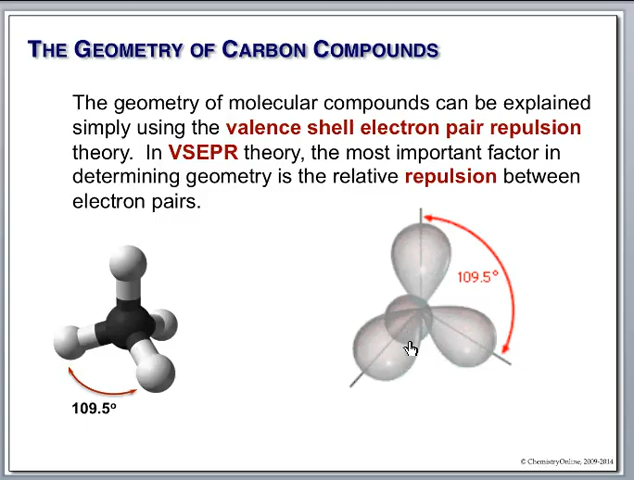 THE GEOMETRY OF CARBON COMPOUNDS
The geometry of molecular compounds can be explained
simply using the valence shell electron pair repulsion
theory. In VSEPR theory, the most important factor in
determining geometry is the relative repulsion between
electron pairs.
109.5°
109.5°
© ChemistryOnline, 2009-2014